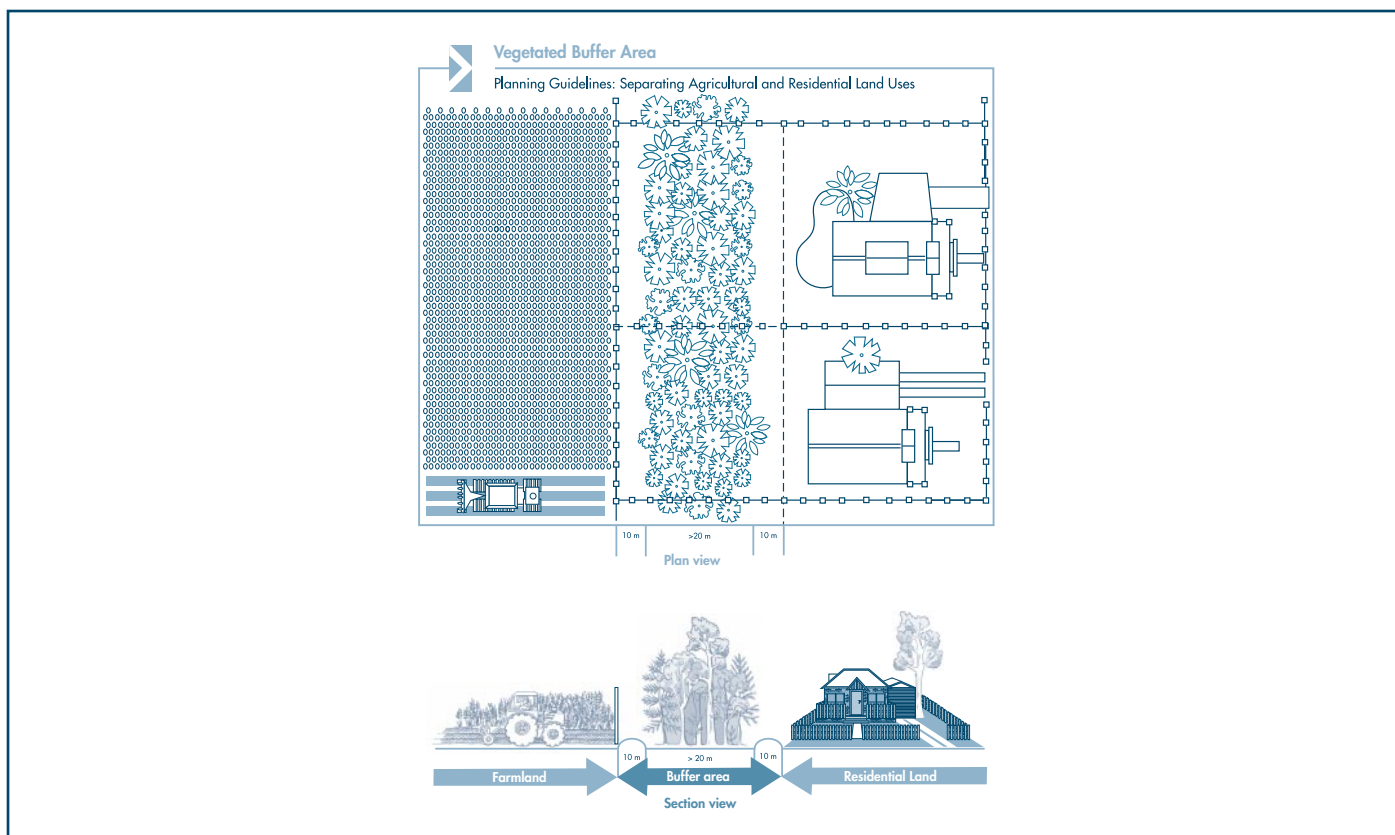 Vegetated Buffer Area
Planning Guidelines: Separating Agricultural and Residential Land Uses
10 m >20 m 10 m
Plan view
10 m > 20 m 10 m
Farmland Buffer area Residential Land
Section view